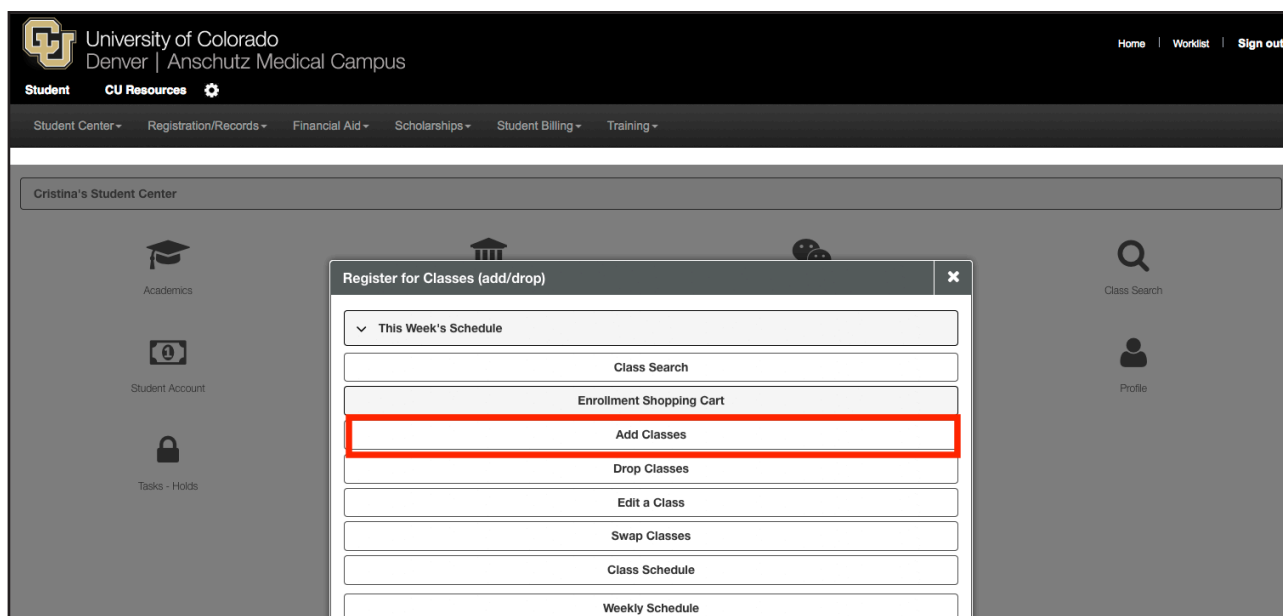 University of Colorado
Denver | Anschutz Medical Campus
Home | Worklist | Sign out
Student CU Resources
Student Center Registration/Records Financial Aid Scholarships Student Billing Training
Cristina's Student Center
Academics
Class Search
Register for Classes (add/drop)
This Week's Schedule
Class Search
Student Account
Profile
Enrollment Shopping Cart
Add Classes
Drop Classes
Tasks - Holds
Edit a Class
Swap Classes
Class Schedule
Weekly Schedule